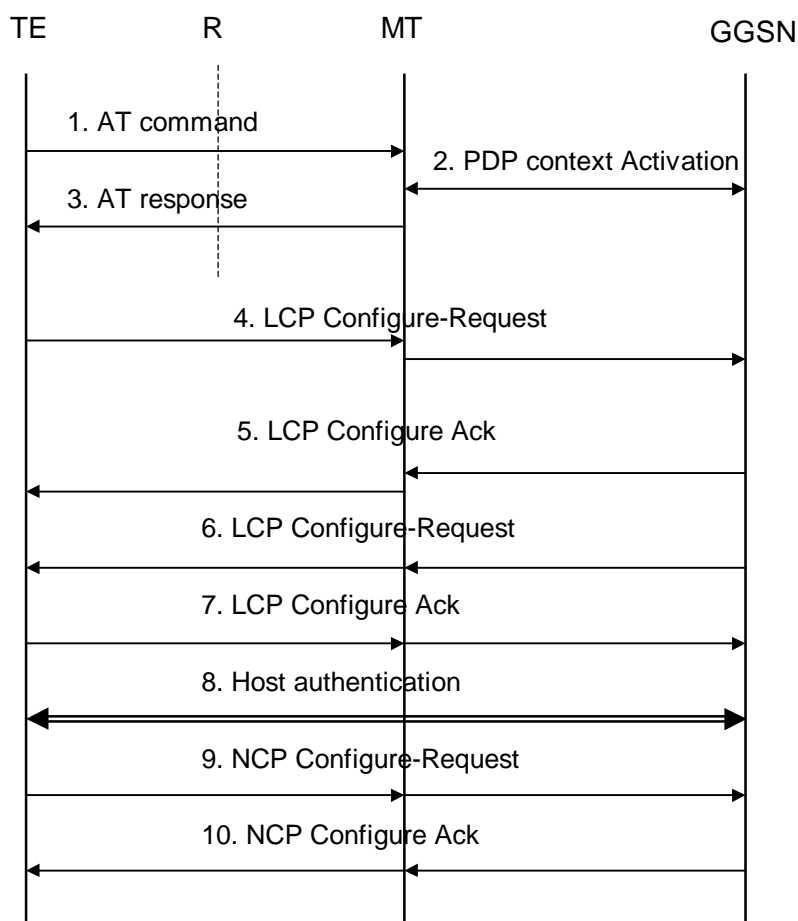 TE R MT GGSN
1. AT command
2. PDP context Activation
3. AT response
4. LCP Configure-Request
5. LCP Configure Ack
6. LCP Configure-Request
7. LCP Configure Ack
8. Host authentication
9. NCP Configure-Request
10. NCP Configure Ack